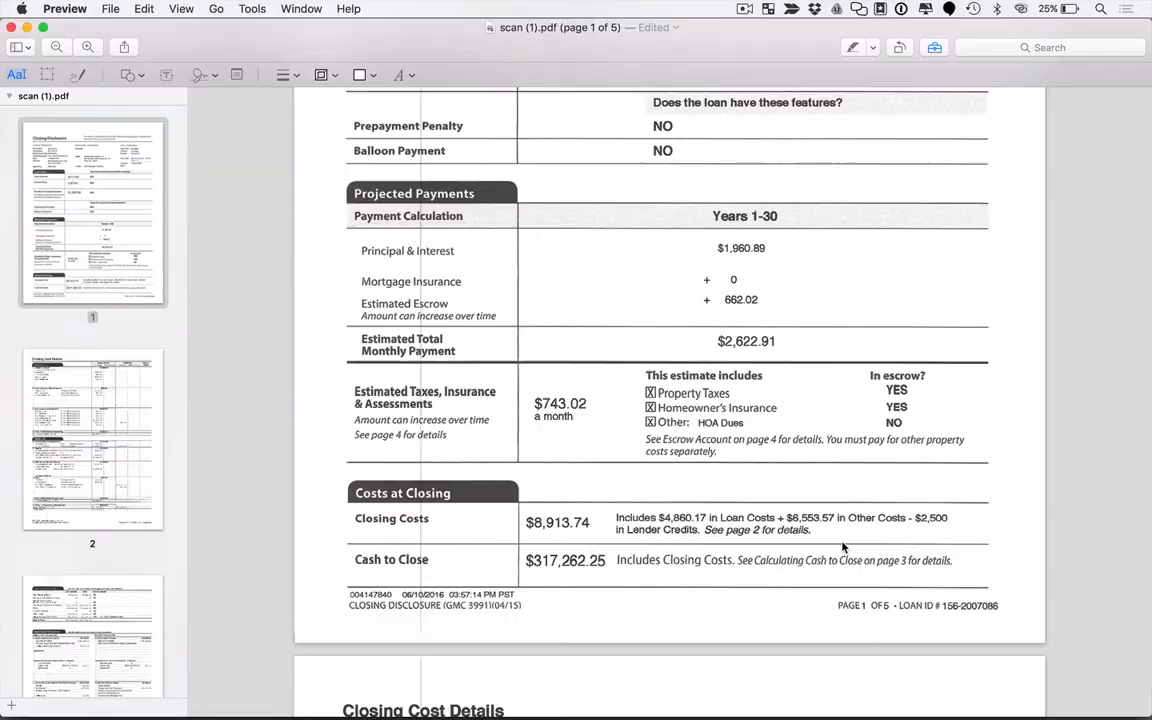 Preview File Edit View Go Tools Window Help 25%
scan (1).pdf (page 1 of 5) — Edited
Search
scan (1).pdf
Closing Disclosure
1
2
Does the loan have these features?
Prepayment Penalty NO
Balloon Payment NO
Projected Payments
Payment Calculation Years 1-30
Principal & Interest $1,960.89
Mortgage Insurance + 0
Estimated Escrow + 662.02
Amount can increase over time
Estimated Total
Monthly Payment $2,622.91
Estimated Taxes, Insurance
& Assessments
Amount can increase over time
See page 4 for details
$743.02
a month
This estimate includes In escrow?
X Property Taxes YES
X Homeowner's Insurance YES
X Other: HOA Dues NO
See Escrow Account on page 4 for details. You must pay for other property
costs separately.
Costs at Closing
Closing Costs $8,913.74 Includes $4,860.17 in Loan Costs + $6,553.57 in Other Costs - $2,500
in Lender Credits. See page 2 for details.
Cash to Close $317,262.25 Includes Closing Costs. See Calculating Cash to Close on page 3 for details.
004147840 06/10/2016 03:57:14 PM PST
CLOSING DISCLOSURE (GMC 3991)(04/15) PAGE 1 OF 5 • LOAN ID # 156-2007086
Closing Cost Details